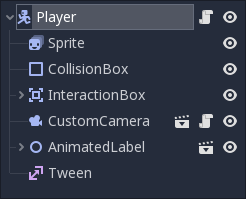 Player
Sprite
CollisionBox
InteractionBox
CustomCamera
AnimatedLabel
Tween